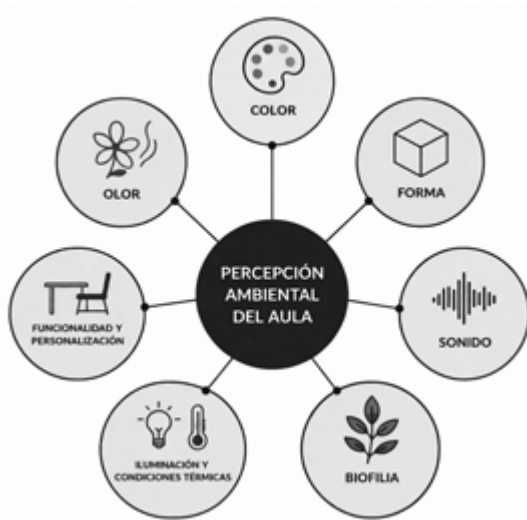 COLOR
FORMA
SONIDO
BIOFILIA
ILUMINACIÓN Y
CONDICIONES TÉRMICAS
FUNCIONALIDAD Y
PERSONALIZACIÓN
OLOR
PERCEPCIÓN
AMBIENTAL
DEL AULA